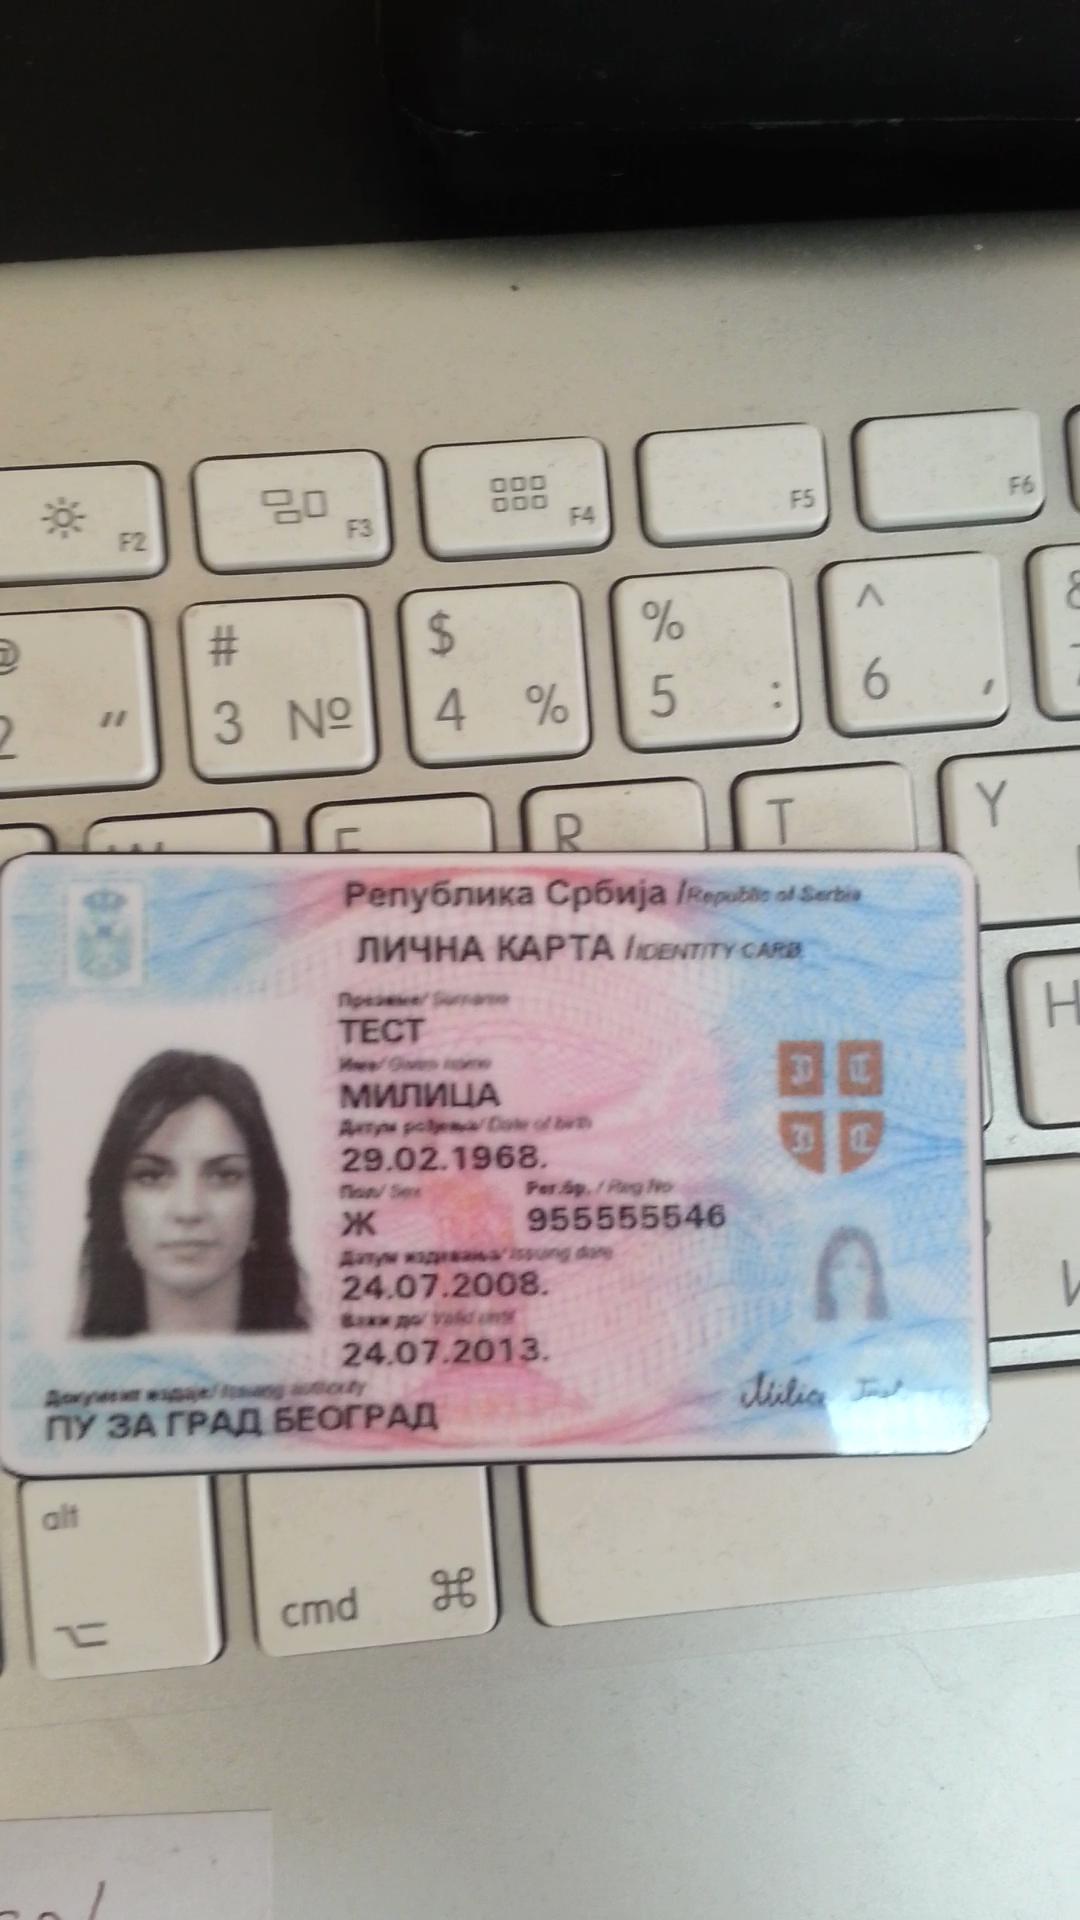 F2
F3
F4
F5
F6
@
#
$
%
^
&
2 "
3 №
4 %
5 :
6 ,
R
T
Y
H
Република Србија /Republic of Serbia
ЛИЧНА КАРТА /IDENTITY CARD
Презиме/ Surname
ТЕСТ
Име/ Given name
МИЛИЦА
Датум рођења/ Date of birth
29.02.1968.
Пол/ Sex
Рег.бр. / Reg No
Ж
955555546
Датум издавања/ Issuing date
24.07.2008.
Важи до/ Valid until
24.07.2013.
Документ издаје/ Issuing authority
ПУ ЗА ГРАД БЕОГРАД
Milica Test
alt
cmd ⌘